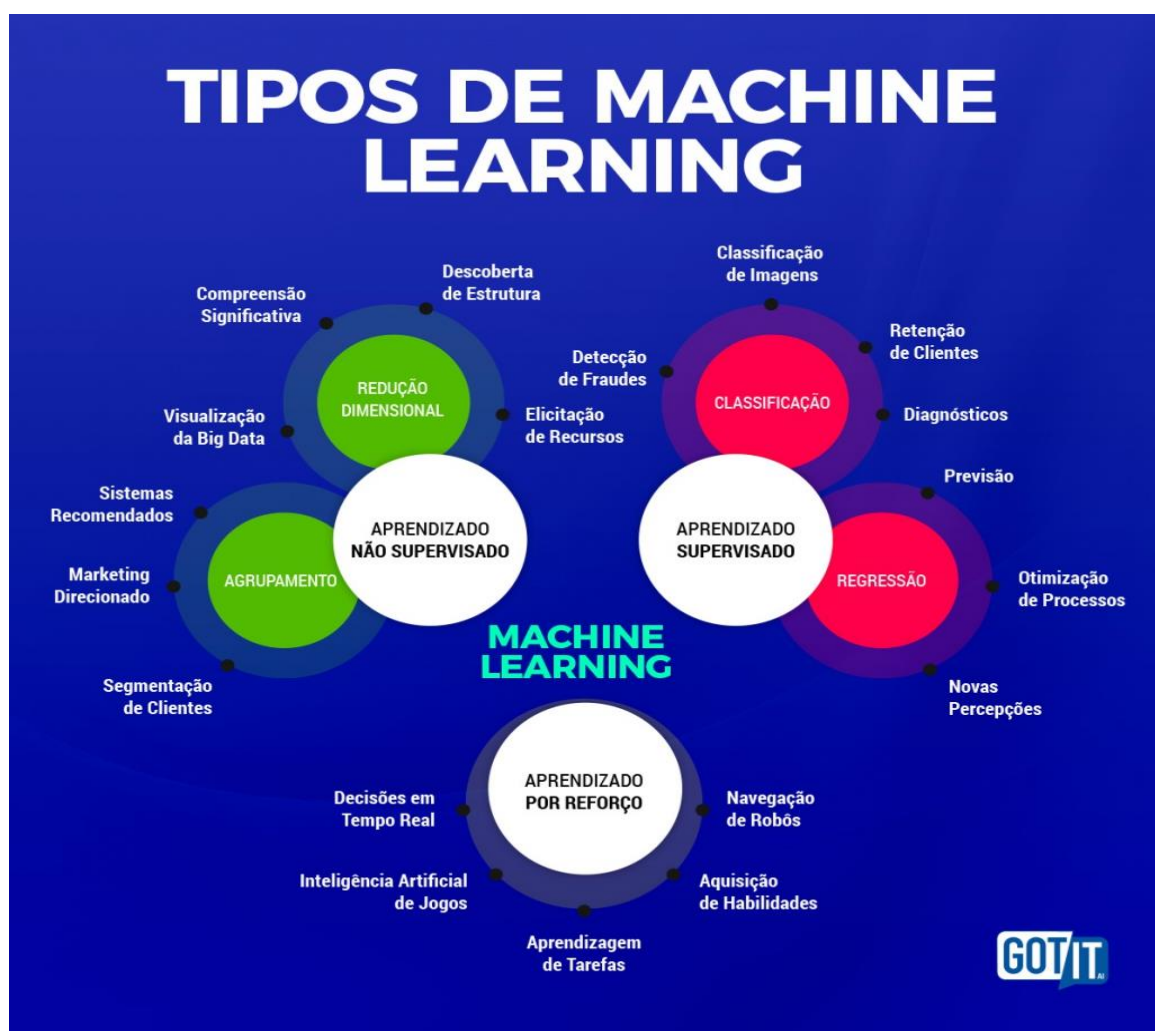 TIPOS DE MACHINE
LEARNING
Compreensão
Significativa
Descoberta
de Estrutura
Visualização
da Big Data
Elicitação
de Recursos
REDUÇÃO
DIMENSIONAL
Sistemas
Recomendados
Marketing
Direcionado
Segmentação
de Clientes
AGRUPAMENTO
APRENDIZADO
NÃO SUPERVISADO
Classificação
de Imagens
Detecção
de Fraudes
Retenção
de Clientes
Diagnósticos
CLASSIFICAÇÃO
APRENDIZADO
SUPERVISADO
Previsão
REGRESSÃO
Otimização
de Processos
Novas
Percepções
MACHINE
LEARNING
APRENDIZADO
POR REFORÇO
Decisões em
Tempo Real
Inteligência Artificial
de Jogos
Aprendizagem
de Tarefas
Aquisição
de Habilidades
Navegação
de Robôs
GOT IT.AI